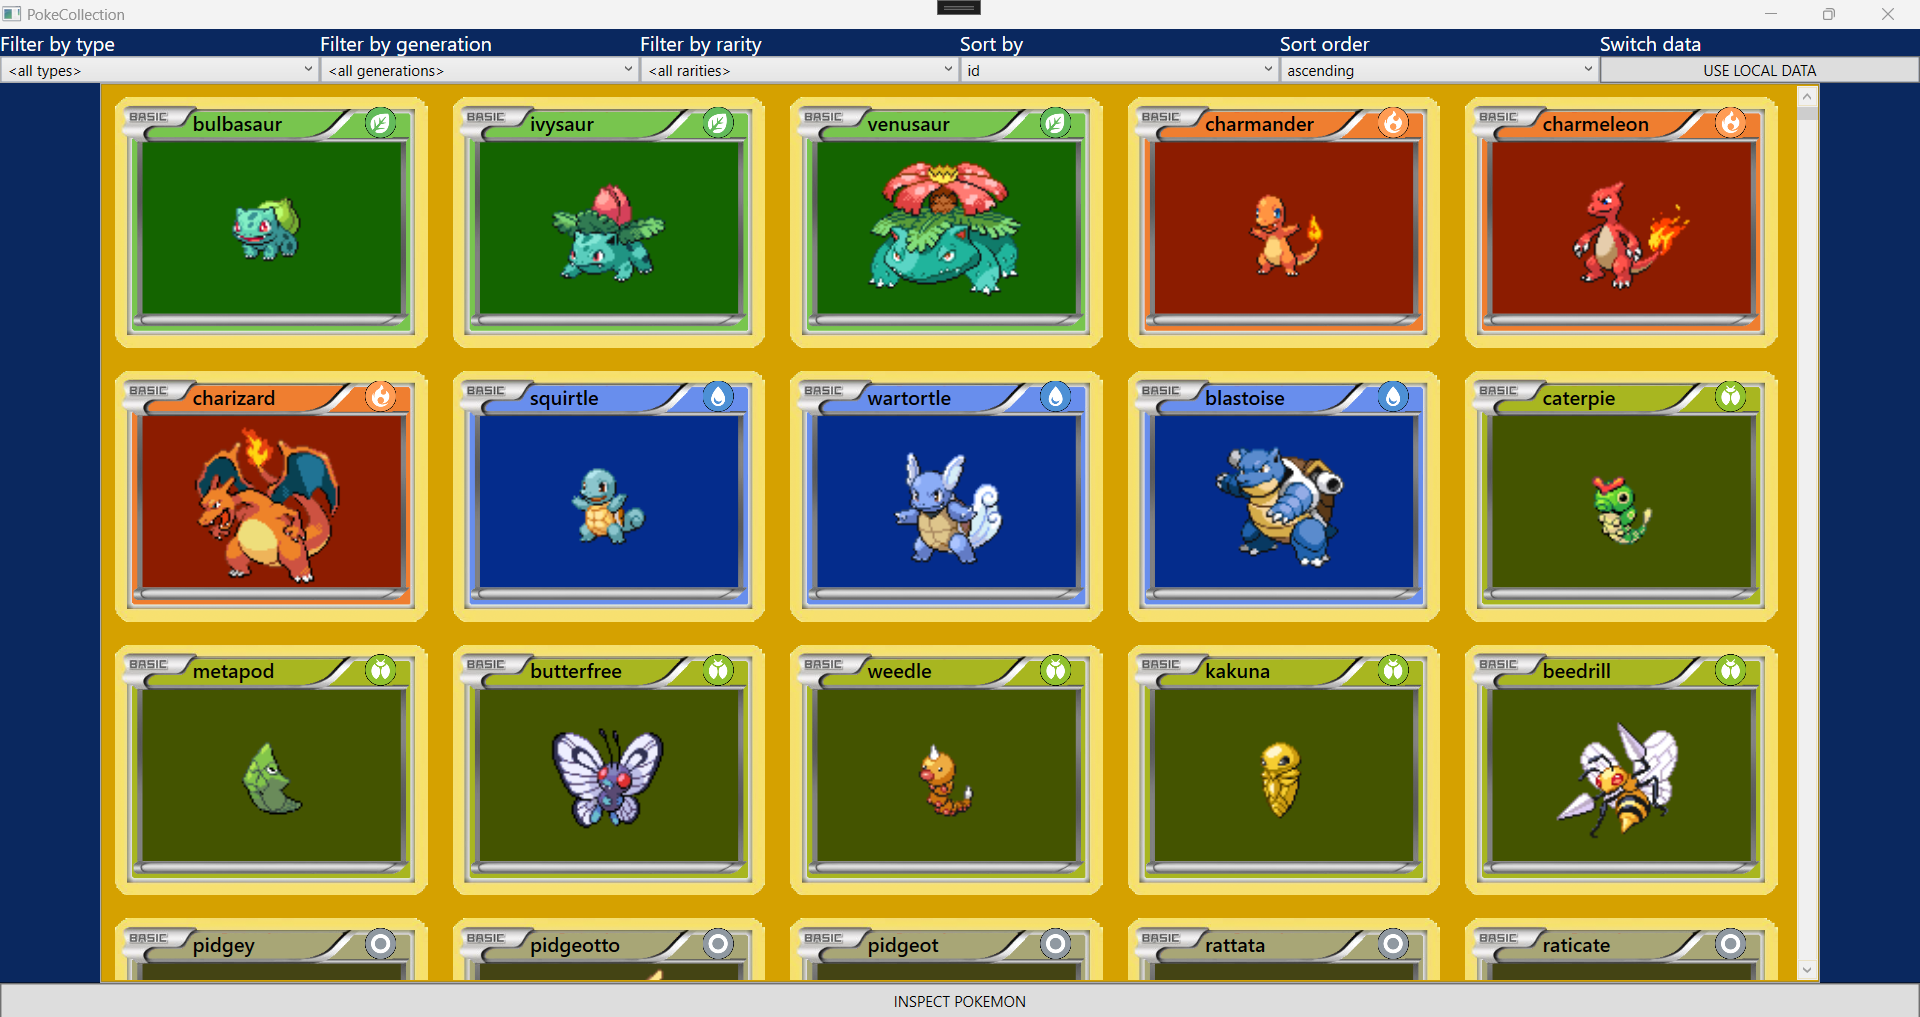 PokeCollection
Filter by type Filter by generation Filter by rarity Sort by Sort order Switch data
<all types> <all generations> <all rarities> id ascending USE LOCAL DATA
BASIC bulbasaur BASIC ivysaur BASIC venusaur BASIC charmander BASIC charmeleon
BASIC charizard BASIC squirtle BASIC wartortle BASIC blastoise BASIC caterpie
BASIC metapod BASIC butterfree BASIC weedle BASIC kakuna BASIC beedrill
BASIC pidgey BASIC pidgeotto BASIC pidgeot BASIC rattata BASIC raticate
INSPECT POKEMON